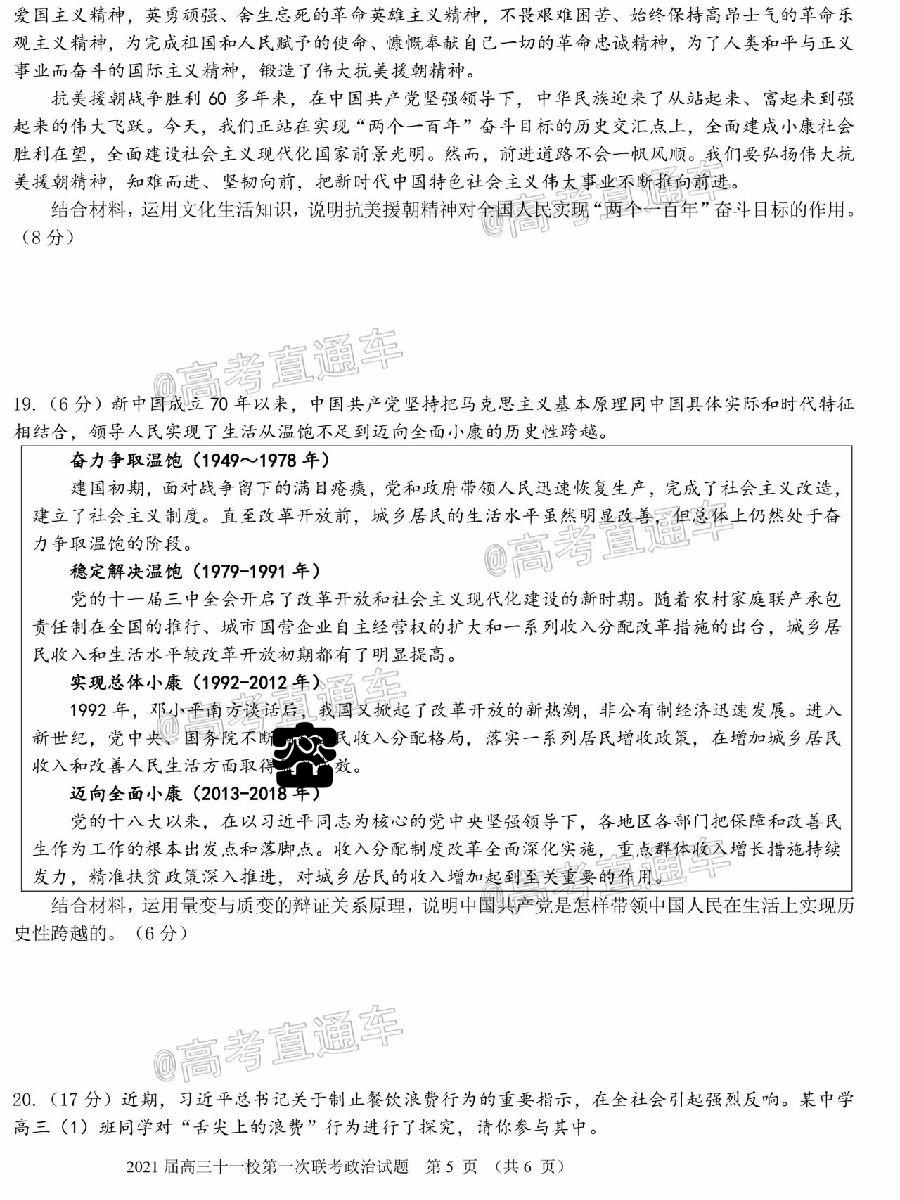 爱国主义精神，英勇顽强、舍生忘死的革命英雄主义精神，不畏艰难困苦、始终保持高昂士气的革命乐
观主义精神，为完成祖国和人民赋予的使命、慷慨奉献自己一切的革命忠诚精神，为了人类和平与正义
事业而奋斗的国际主义精神，锻造了伟大抗美援朝精神。
抗美援朝战争胜利 60 多年来，在中国共产党坚强领导下，中华民族迎来了从站起来、富起来到强
起来的伟大飞跃。今天，我们正站在实现“两个一百年”奋斗目标的历史交汇点上，全面建成小康社会
胜利在望，全面建设社会主义现代化国家前景光明。然而，前进道路不会一帆风顺。我们要弘扬伟大抗
美援朝精神，知难而进、坚韧向前，把新时代中国特色社会主义伟大事业不断推向前进。
结合材料，运用文化生活知识，说明抗美援朝精神对全国人民实现“两个一百年”奋斗目标的作用。
（8 分）
@高考直通车
@高考直通车
19.（6 分）新中国成立 70 年以来，中国共产党坚持把马克思主义基本原理同中国具体实际和时代特征
相结合，领导人民实现了生活从温饱不足到迈向全面小康的历史性跨越。
奋力争取温饱（1949～1978 年）
建国初期，面对战争留下的满目疮痍，党和政府带领人民迅速恢复生产，完成了社会主义改造，
建立了社会主义制度。直至改革开放前，城乡居民的生活水平虽然明显改善，但总体上仍然处于奋
力争取温饱的阶段。
@高考直通车
稳定解决温饱（1979-1991 年）
党的十一届三中全会开启了改革开放和社会主义现代化建设的新时期。随着农村家庭联产承包
责任制在全国的推行、城市国营企业自主经营权的扩大和一系列收入分配改革措施的出台，城乡居
民收入和生活水平较改革开放初期都有了明显提高。
实现总体小康（1992-2012 年）
@高考直通车
1992 年，邓小平南方谈话后，我国又掀起了改革开放的新热潮，非公有制经济迅速发展。进入
新世纪，党中央、国务院不断民收入分配格局，落实一系列居民增收政策，在增加城乡居民
收入和改善人民生活方面取得效。
迈向全面小康（2013-2018 年）
党的十八大以来，在以习近平同志为核心的党中央坚强领导下，各地区各部门把保障和改善民
生作为工作的根本出发点和落脚点。收入分配制度改革全面深化实施，重点群体收入增长措施持续
发力，精准扶贫政策深入推进，对城乡居民的收入增加起到至关重要的作用。
@高考直通车
结合材料，运用量变与质变的辩证关系原理，说明中国共产党是怎样带领中国人民在生活上实现历
史性跨越的。（6 分）
@高考直通车
20.（17 分）近期，习近平总书记关于制止餐饮浪费行为的重要指示，在全社会引起强烈反响。某中学
高三（1）班同学对“舌尖上的浪费”行为进行了探究，请你参与其中。
2021 届高三十一校第一次联考政治试题 第 5 页 （共 6 页）